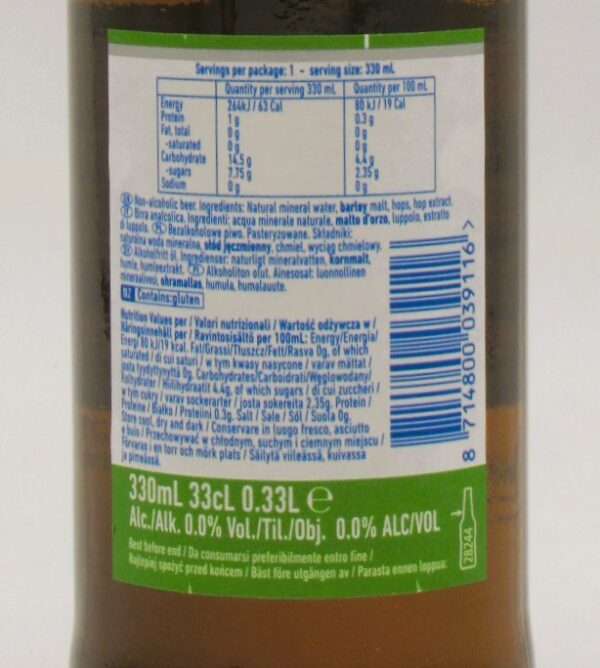 Servings per package: 1 - serving size: 330 mL
Quantity per serving 330 mL Quantity per 100 mL
Energy 264kJ / 63 Cal 80 kJ / 19 Cal
Protein 1 g 0.3 g
Fat, total 0g 0g
-saturated 0g 0g
Carbohydrate 14.5 g 4.4g
-sugars 7.75 g 2.35 g
Sodium 0g 0g
Non-alcoholic beer. Ingredients: Natural mineral water, barley malt, hops, hop extract.
IT Birra analcolica. Ingredienti: acqua minerale naturale, malto d'orzo, luppolo, estratto
di luppolo. PL Bezalkoholowe piwo. Pasteryzowane. Składniki:
naturalna woda mineralna, słód jęczmienny, chmiel, wyciąg chmielowy.
Alkoholfritt öl. Ingredienser: naturligt mineralvatten, kornmalt,
humle, humleextrakt. Alkoholiton olut. Ainesosat: luonnollinen
mineraalivesi, ohramallas, humula, humalauute.
NZ Contains:gluten
Nutrition Values per / Valori nutrizionali / Wartość odżywcza w /
Näringsinnehåll per / Ravintosisältö per 100mL: Energy/Energia/
Energi 80 kJ/19 kcal. Fat/Grassi/Tłuszcz/Fett/Rasva 0g, of which
saturated / di cui saturi / w tym kwasy nasycone / varav mättat /
josta tyydyttynyttä 0g. Carbohydrates/Carboidrati/Węglowodany/
Kolhydrater / Hiilihydraatit 4.4g, of which sugars / di cui zuccheri /
w tym cukry / varav sockerarter / josta sokereita 2.35g. Protein /
Proteine / Białko / Proteiini 0.3g. Salt / Sale / Sól / Suola 0g.
Store cool, dry and dark / Conservare in luogo fresco, asciutto
e buio / Przechowywać w chłodnym, suchym i ciemnym miejscu /
Förvaras i en torr och mörk plats / Säilytä viileässä, kuivassa
ja pimeässä.
8 714800 039116 >
330mL 33cL 0.33L e
Alc./Alk. 0.0% Vol./Til./Obj. 0.0% ALC/VOL
Best before end / Da consumarsi preferibilmente entro fine /
Najlepiej spożyć przed końcem / Bäst före utgången av / Parasta ennen loppua:
28244